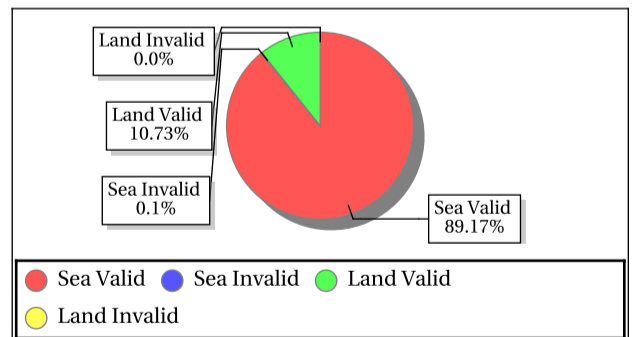 Land Invalid
0.0%
Land Valid
10.73%
Sea Invalid
0.1%
Sea Valid
89.17%
Sea Valid
Sea Invalid
Land Valid
Land Invalid